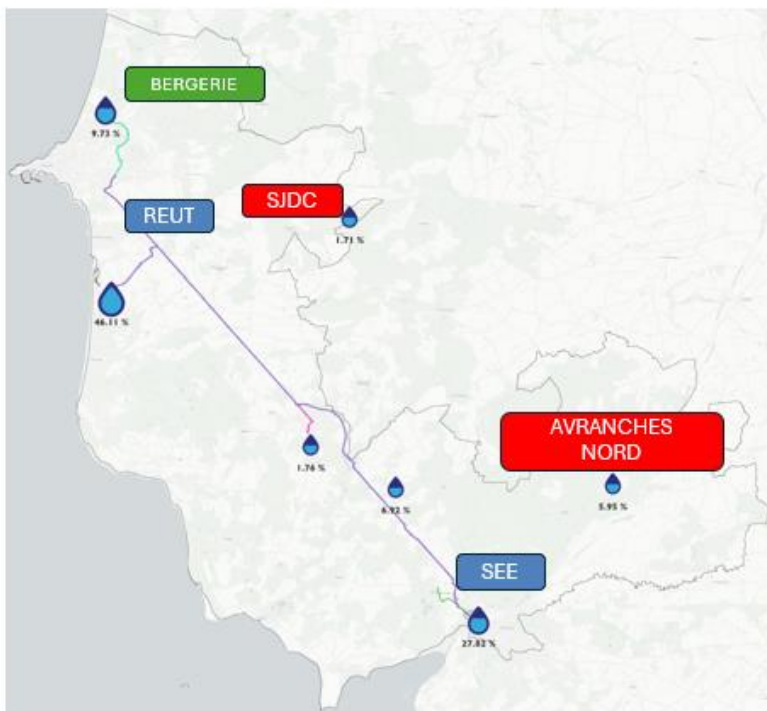 BERGERIE
9.73 %
SJDC
REUT
1.71 %
46.11 %
AVRANCHES
NORD
1.76 %
6.92 %
5.95 %
SEE
27.82 %